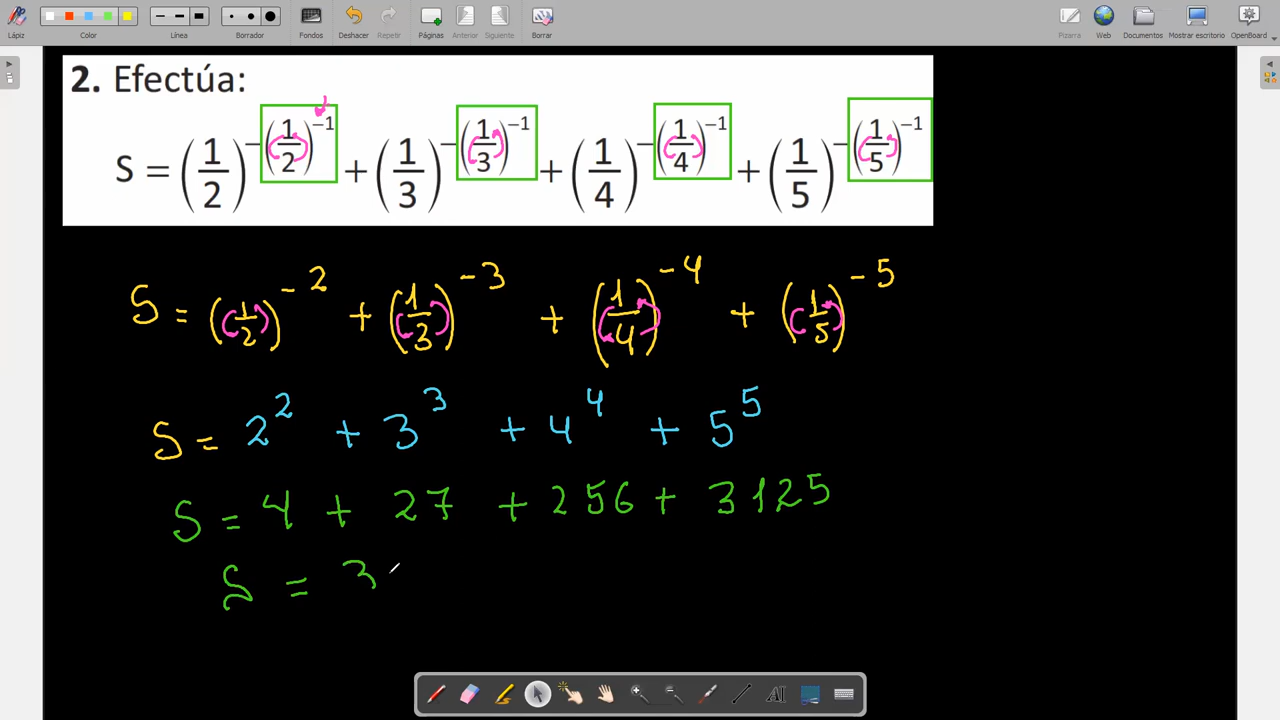 Lápiz Color Línea Borrador Fondos Deshacer Repetir Páginas Anterior Siguiente Borrar Pizarra Web Documentos Mostrar escritorio OpenBoard
2. Efectúa:
S = (1/2)^−(1/2)^−1 + (1/3)^−(1/3)^−1 + (1/4)^−(1/4)^−1 + (1/5)^−(1/5)^−1
S = (1/2)^-2 + (1/3)^-3 + (1/4)^-4 + (1/5)^-5
S = 2^2 + 3^3 + 4^4 + 5^5
S = 4 + 27 + 256 + 3125
S = 3
AI